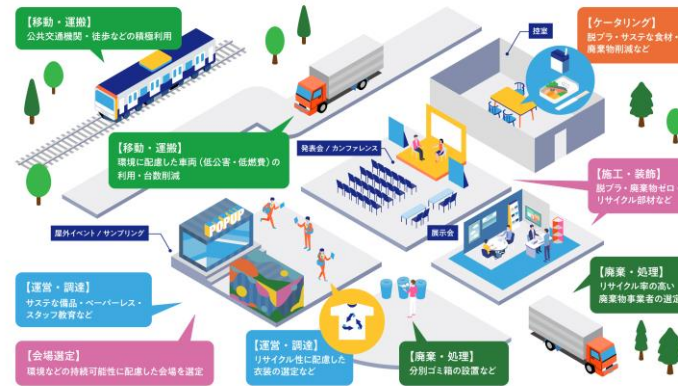 【移動・運搬】
公共交通機関・徒歩などの積極利用
控室
【ケータリング】
脱プラ・サステな食材・
廃棄物削減など
【移動・運搬】
環境に配慮した車両（低公害・低燃費）の
利用・台数削減
発表会 / カンファレンス
【施工・装飾】
脱プラ・廃棄物ゼロ・
リサイクル部材など
屋外イベント / サンプリング
POPUP
展示会
【運営・調達】
サステな備品・ペーパーレス・
スタッフ教育など
【廃棄・処理】
リサイクル率の高い
廃棄物事業者の選定
【会場選定】
環境などの持続可能性に配慮した会場を選定
【運営・調達】
リサイクル性に配慮した
衣装の選定など
【廃棄・処理】
分別ゴミ箱の設置など